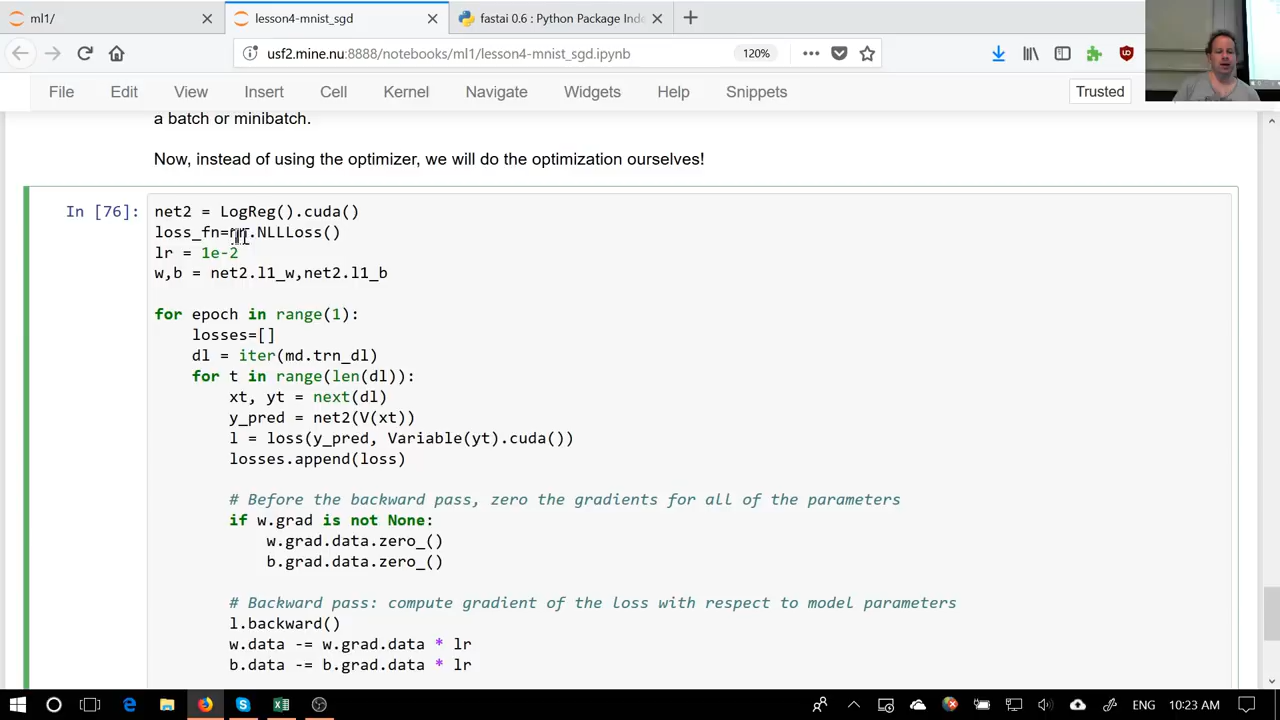 ml1/
lesson4-mnist_sgd
fastai 0.6 : Python Package Inde
usf2.mine.nu:8888/notebooks/ml1/lesson4-mnist_sgd.ipynb
120%
File Edit View Insert Cell Kernel Navigate Widgets Help Snippets
Trusted
a batch or minibatch.
Now, instead of using the optimizer, we will do the optimization ourselves!
In [76]:
net2 = LogReg().cuda()
loss_fn=nn.NLLLoss()
lr = 1e-2
w,b = net2.l1_w,net2.l1_b
for epoch in range(1):
losses=[]
dl = iter(md.trn_dl)
for t in range(len(dl)):
xt, yt = next(dl)
y_pred = net2(V(xt))
l = loss(y_pred, Variable(yt).cuda())
losses.append(loss)
# Before the backward pass, zero the gradients for all of the parameters
if w.grad is not None:
w.grad.data.zero_()
b.grad.data.zero_()
# Backward pass: compute gradient of the loss with respect to model parameters
l.backward()
w.data -= w.grad.data * lr
b.data -= b.grad.data * lr
ENG
10:23 AM